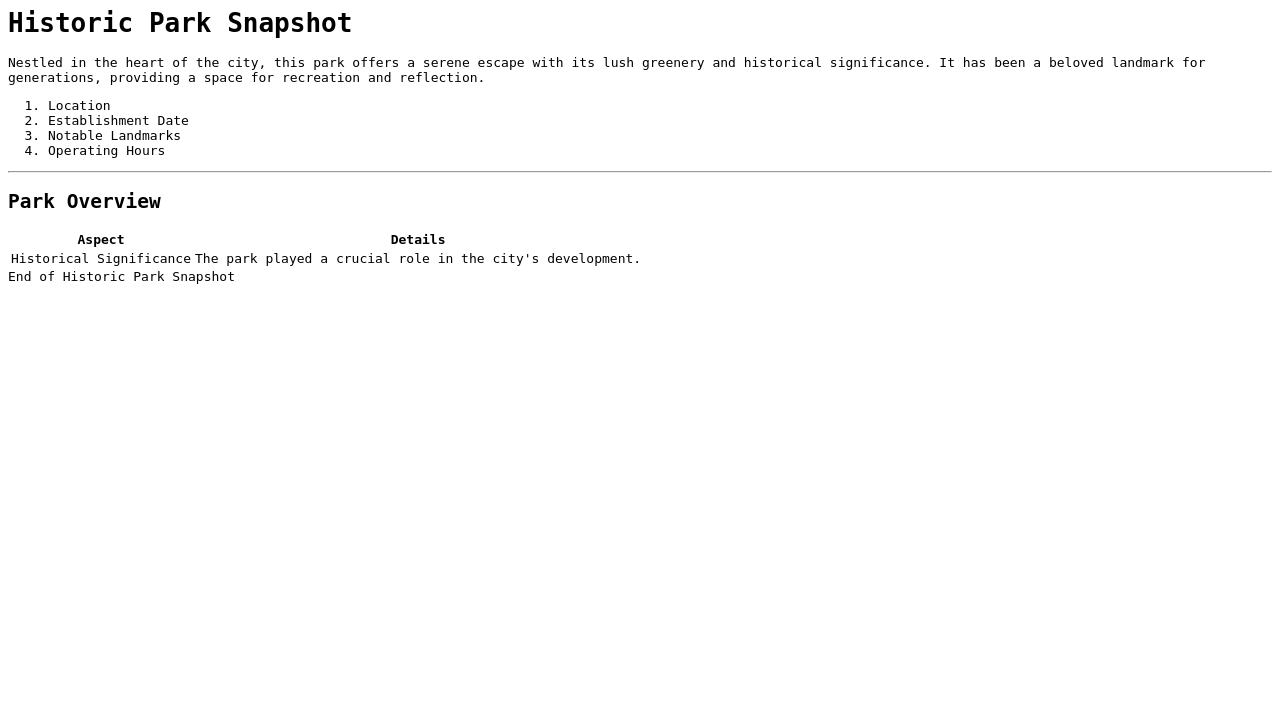 Historic Park Snapshot
Nestled in the heart of the city, this park offers a serene escape with its lush greenery and historical significance. It has been a beloved landmark for
generations, providing a space for recreation and reflection.
1. Location
2. Establishment Date
3. Notable Landmarks
4. Operating Hours
Park Overview
Aspect Details
Historical Significance The park played a crucial role in the city's development.
End of Historic Park Snapshot